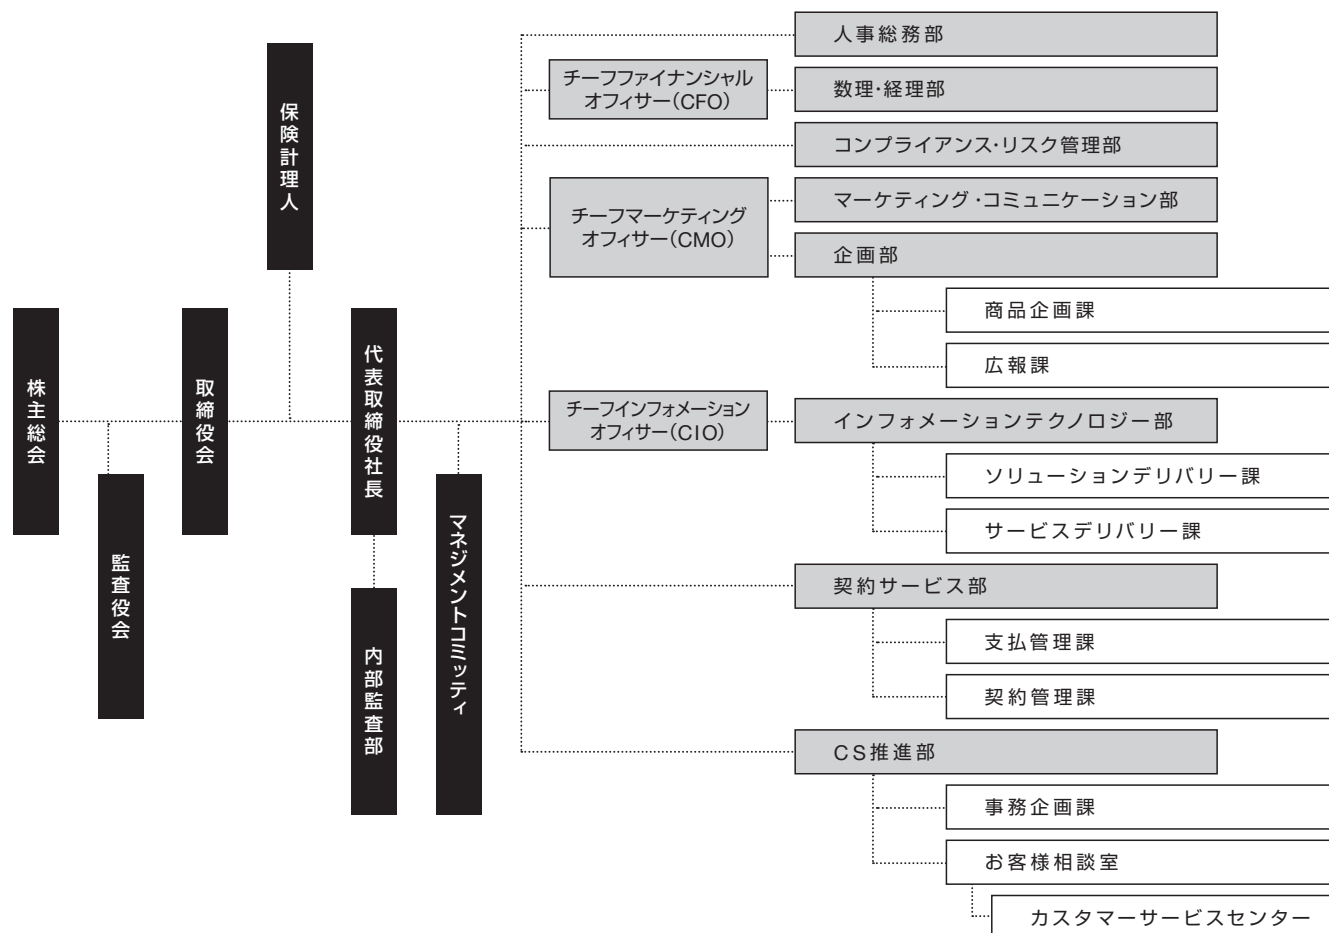 人事総務部
チーフファイナンシャル
オフィサー(CFO)
数理・経理部
保険計理人
コンプライアンス・リスク管理部
チーフマーケティング
オフィサー(CMO)
マーケティング・コミュニケーション部
企画部
商品企画課
広報課
株主総会
取締役会
代表取締役社長
チーフインフォメーション
オフィサー(CIO)
インフォメーションテクノロジー部
ソリューションデリバリー課
サービスデリバリー課
監査役会
内部監査部
マネジメントコミッティ
契約サービス部
支払管理課
契約管理課
CS推進部
事務企画課
お客様相談室
カスタマーサービスセンター